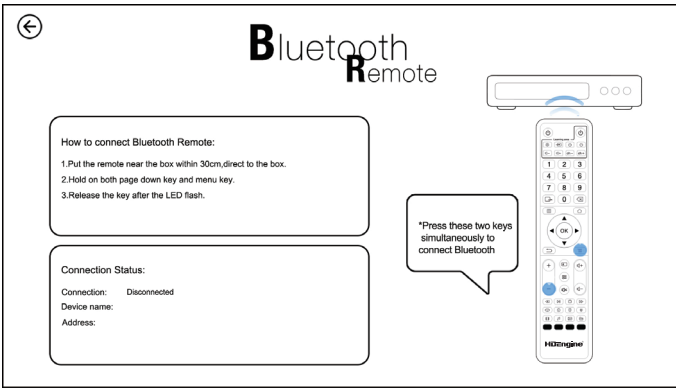 Bluetooth
Remote
How to connect Bluetooth Remote:
1.Put the remote near the box within 30cm,direct to the box.
2.Hold on both page down key and menu key.
3.Release the key after the LED flash.
*Press these two keys
simultaneously to
connect Bluetooth
Connection Status:
Connection: Disconnected
Device name:
Address:
1 2 3
4 5 6
7 8 9
0
OK
HDEngine